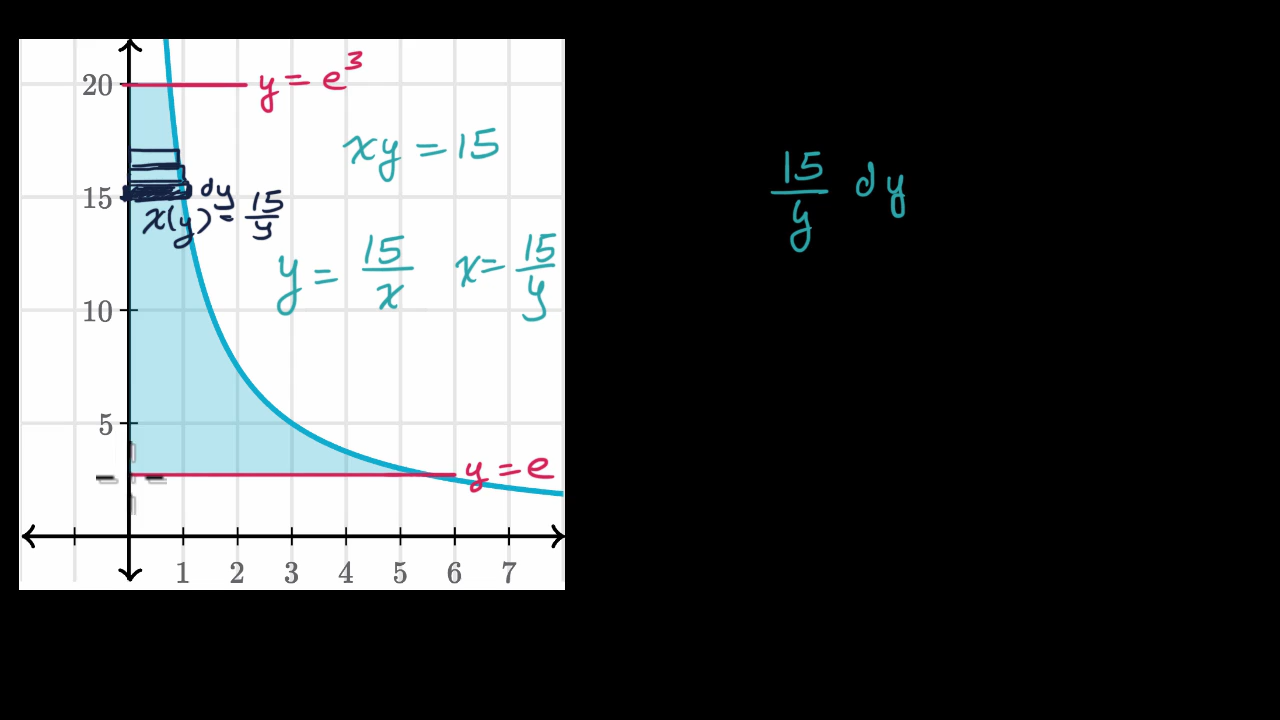 20
y = e³
xy = 15
15
dy
x(y) = 15/y
y = 15/x
x = 15/y
10
5
y = e
1 2 3 4 5 6 7
15/y dy